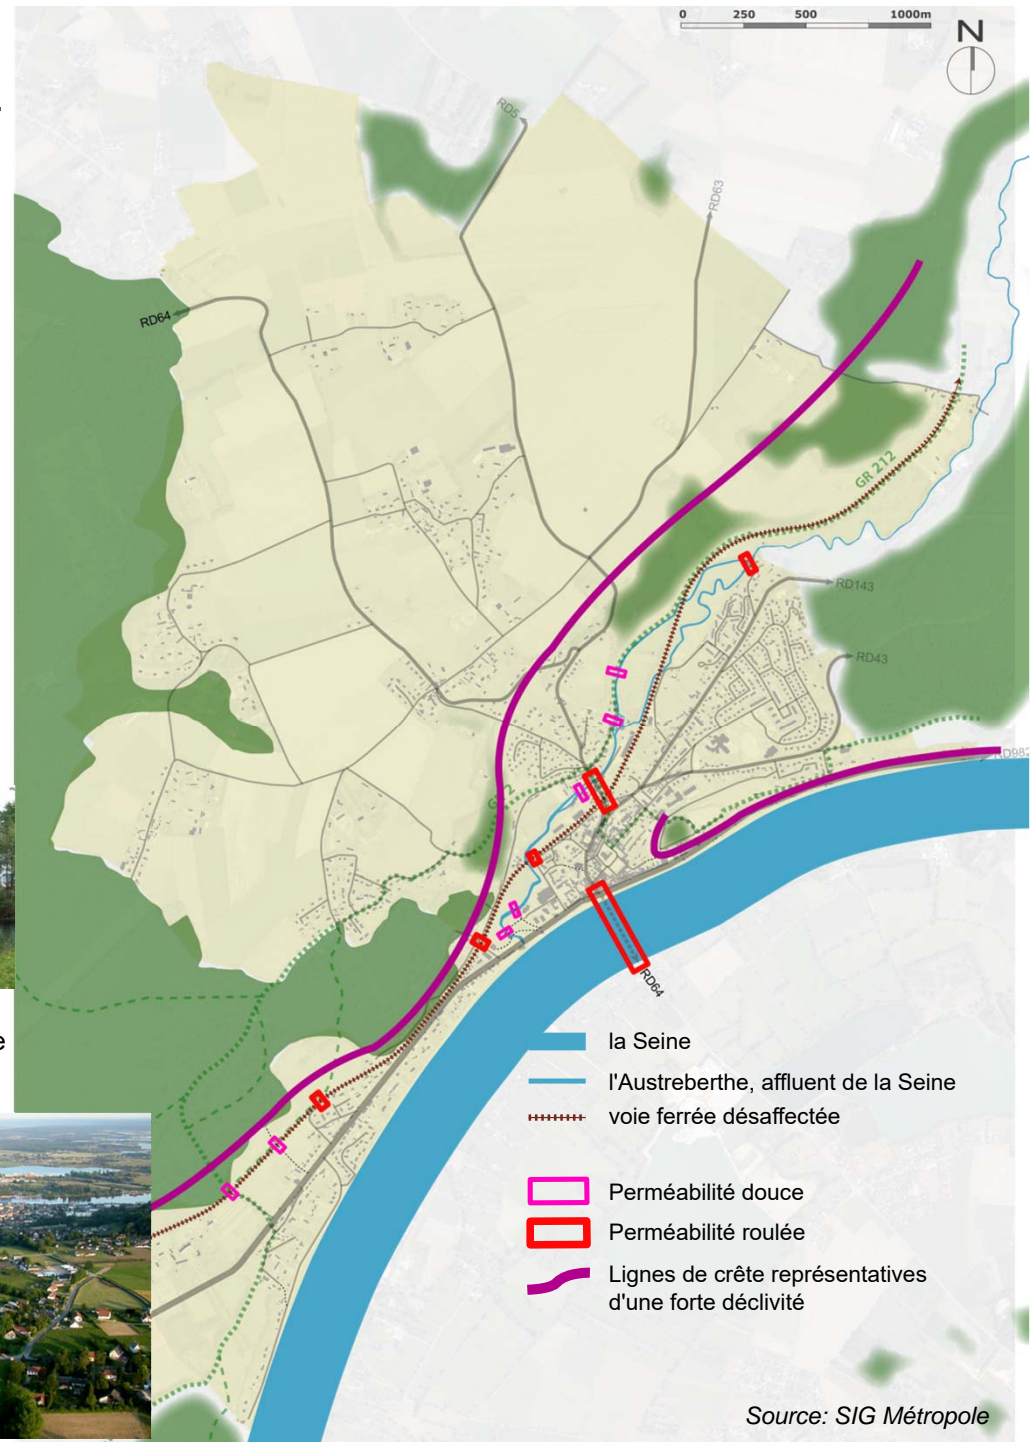 0 250 500 1000m
N
RD5
RD63
RD64
GR 212
RD143
RD43
RD982
RD64
e
la Seine
l'Austreberthe, affluent de la Seine
voie ferrée désaffectée
Perméabilité douce
Perméabilité roulée
Lignes de crête représentatives
d'une forte déclivité
Source: SIG Métropole